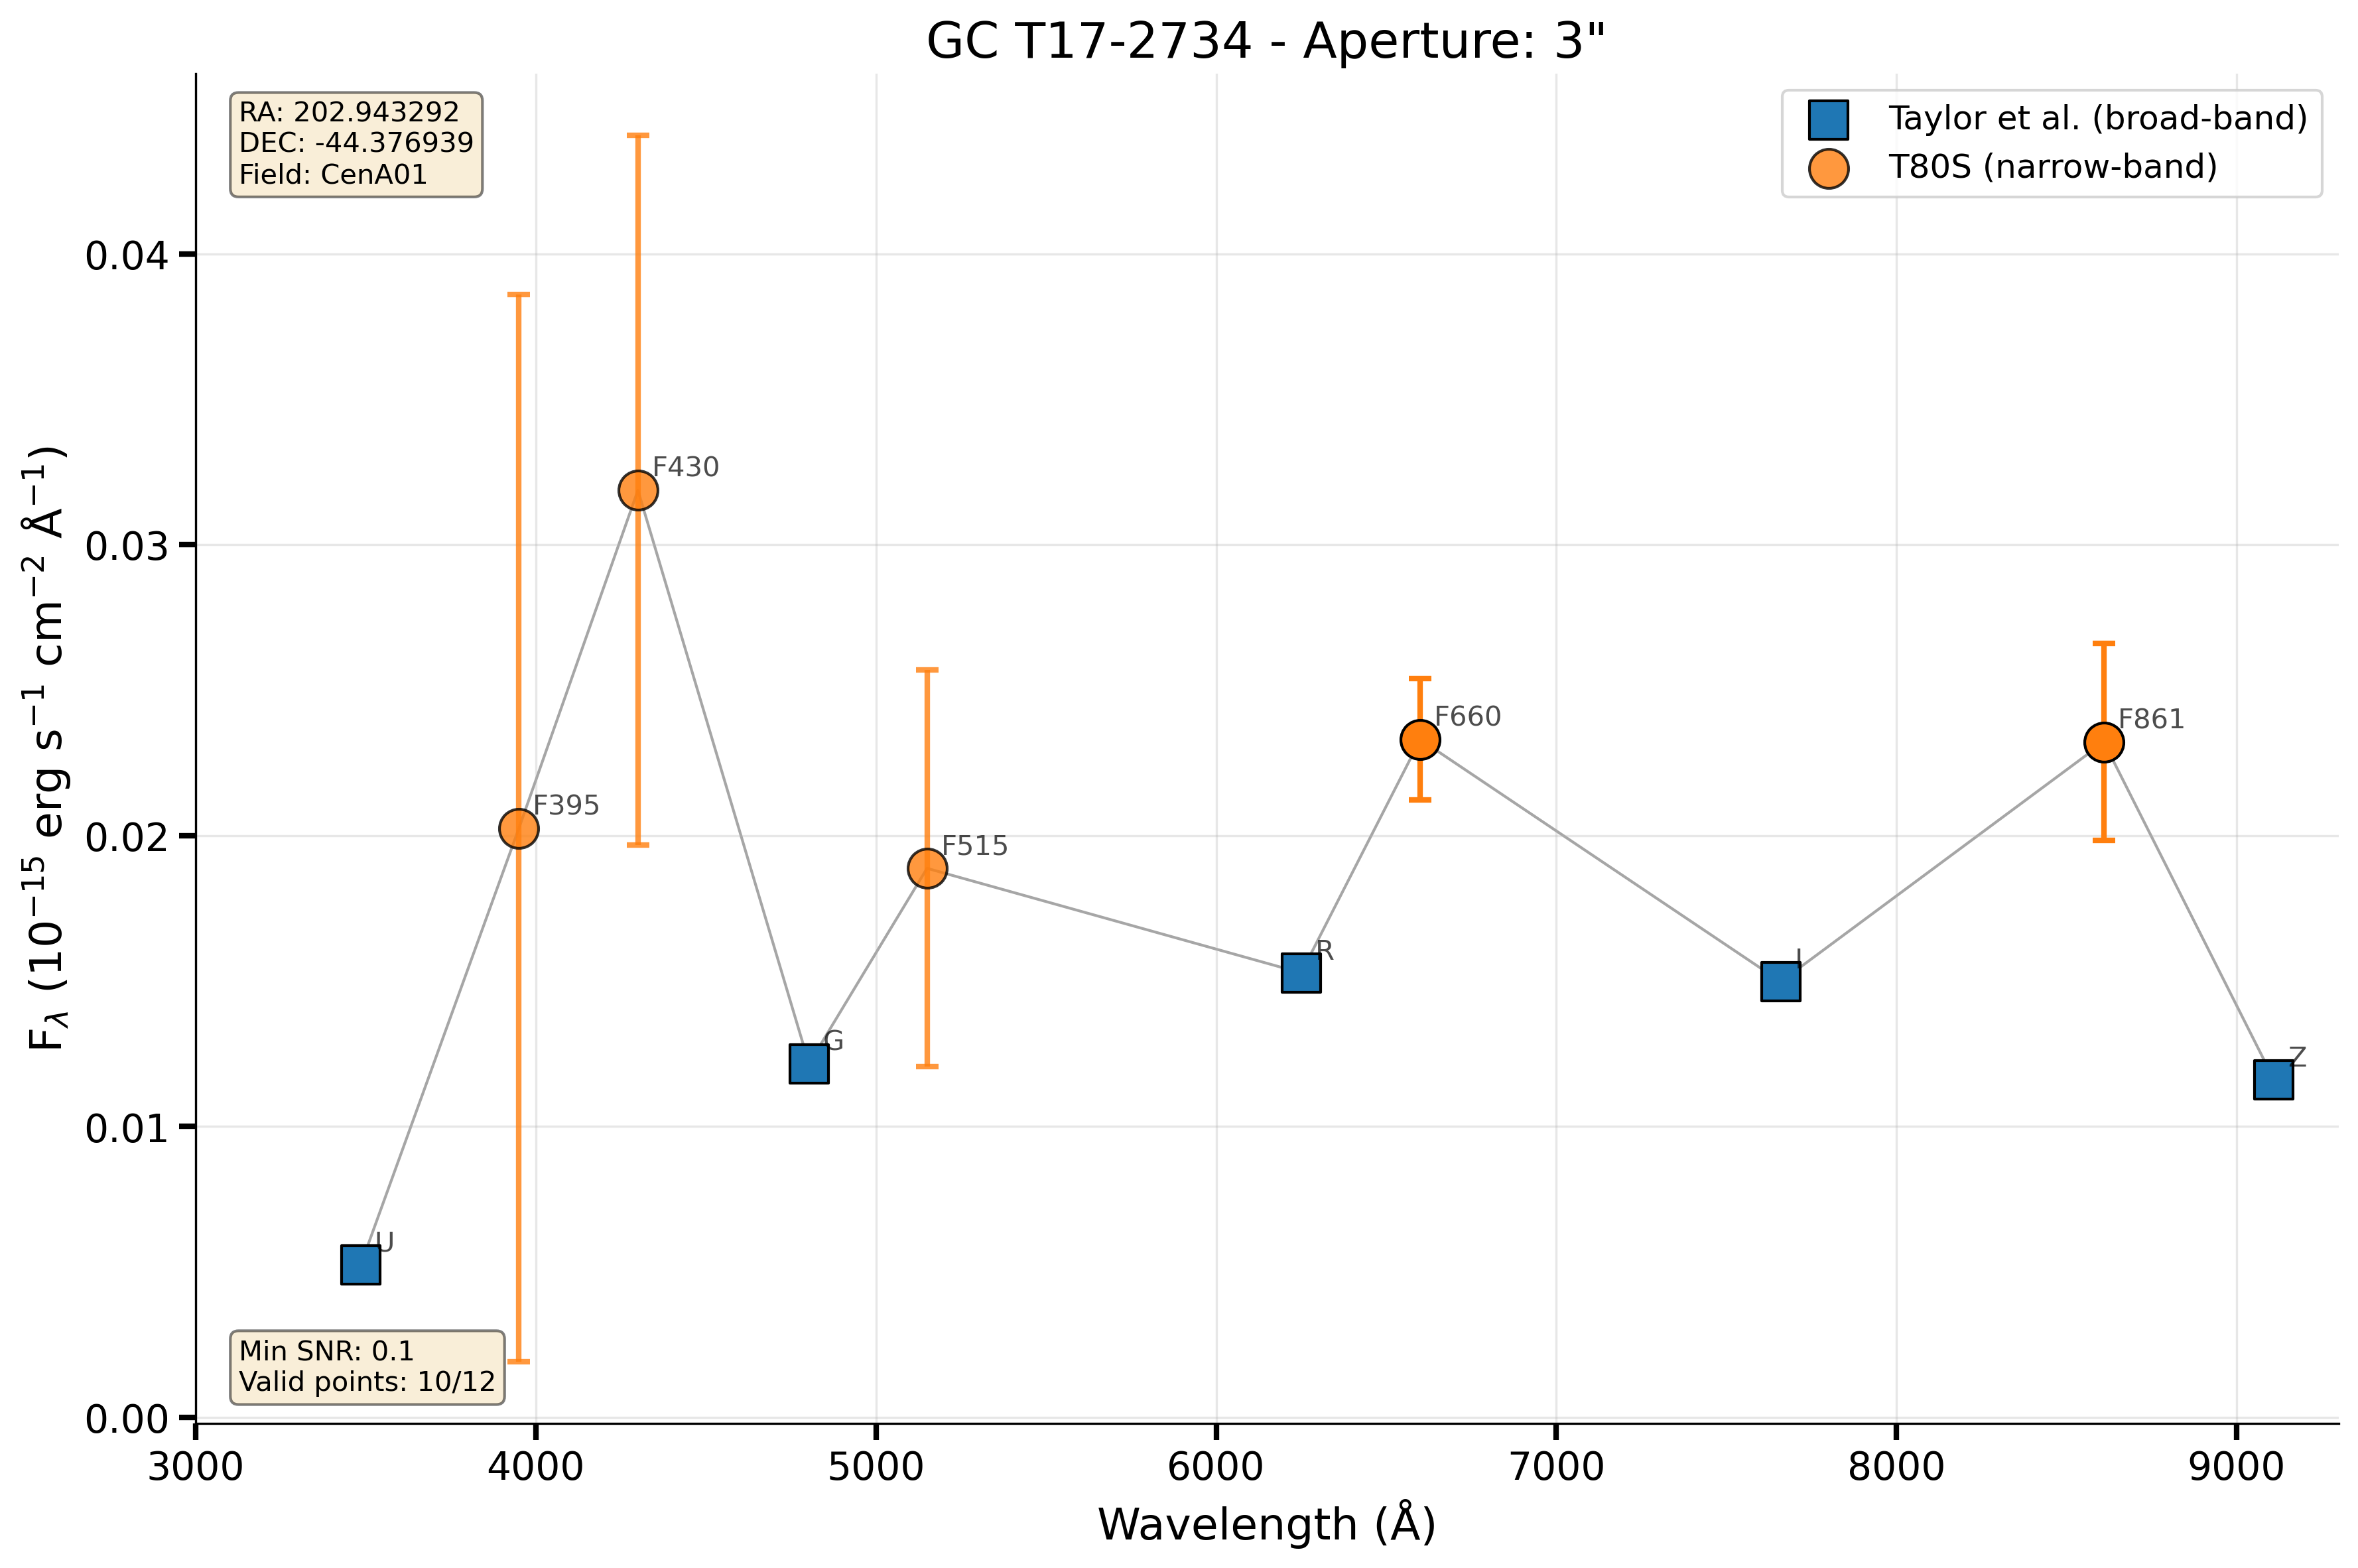 GC T17-2734 - Aperture: 3"
RA: 202.943292
DEC: -44.376939
Field: CenA01
Taylor et al. (broad-band)
T80S (narrow-band)
F430
F395
F515
F660
F861
R
I
G
Z
U
Min SNR: 0.1
Valid points: 10/12
0.04
0.03
0.02
0.01
0.00
3000 4000 5000 6000 7000 8000 9000
Wavelength (Å)
F_λ (10⁻¹⁵ erg s⁻¹ cm⁻² Å⁻¹)